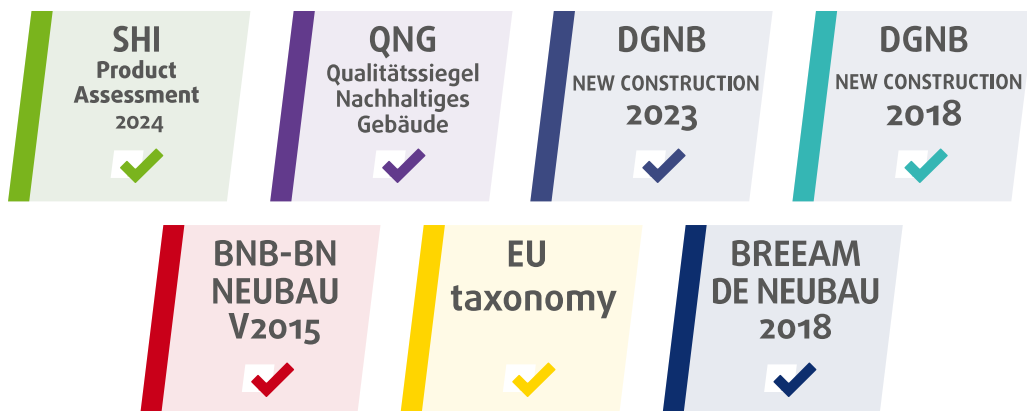 SHI
Product
Assessment
2024
QNG
Qualitätssiegel
Nachhaltiges
Gebäude
DGNB
NEW CONSTRUCTION
2023
DGNB
NEW CONSTRUCTION
2018
BNB-BN
NEUBAU
V2015
EU
taxonomy
BREEAM
DE NEUBAU
2018